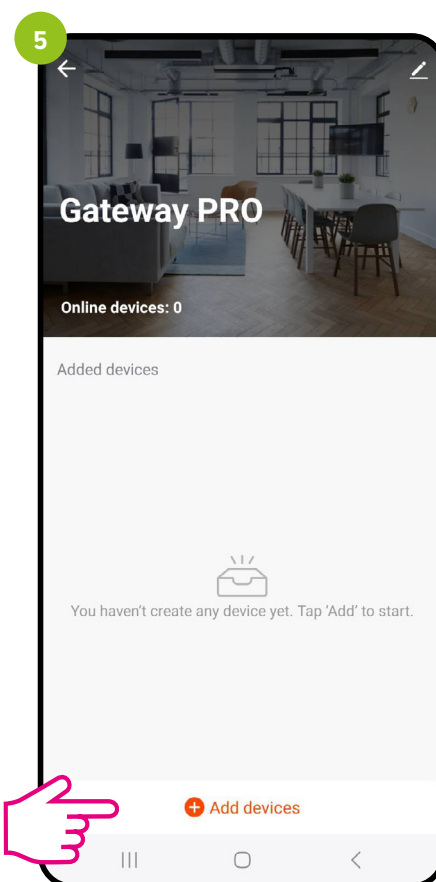 5
Gateway PRO
Online devices: 0
Added devices
You haven't create any device yet. Tap 'Add' to start.
Add devices